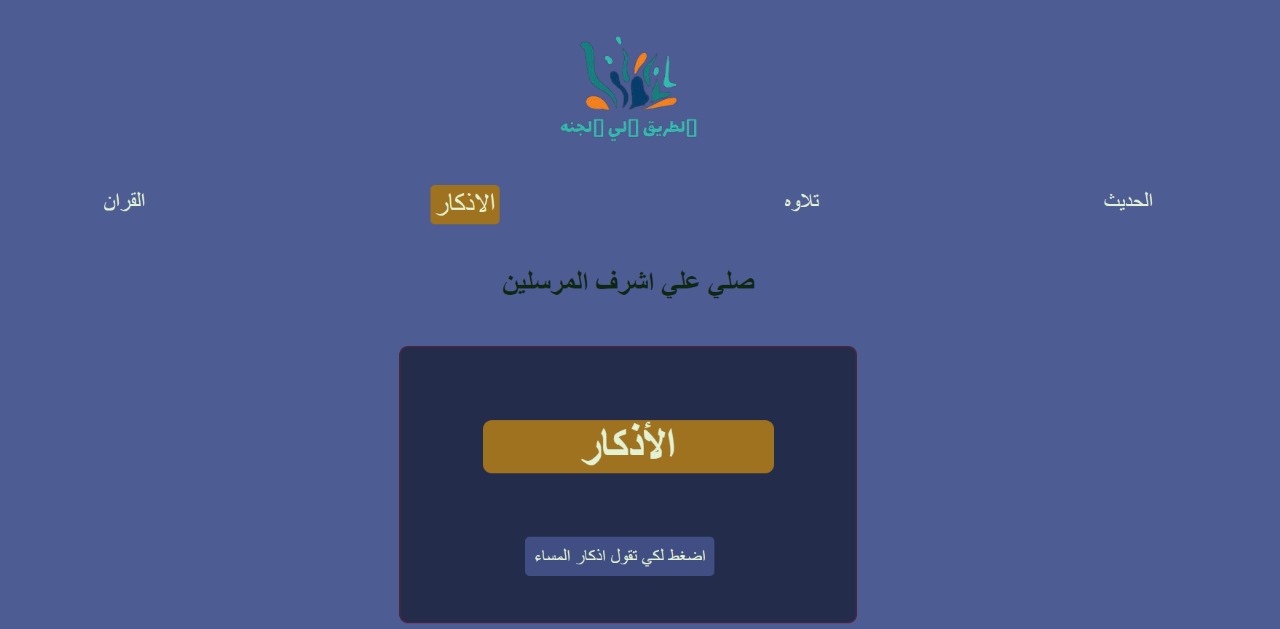 الطريق الي الجنه
الحديث تلاوه الاذكار القران
صلي علي اشرف المرسلين
الأذكار
اضغط لكي تقول اذكار المساء